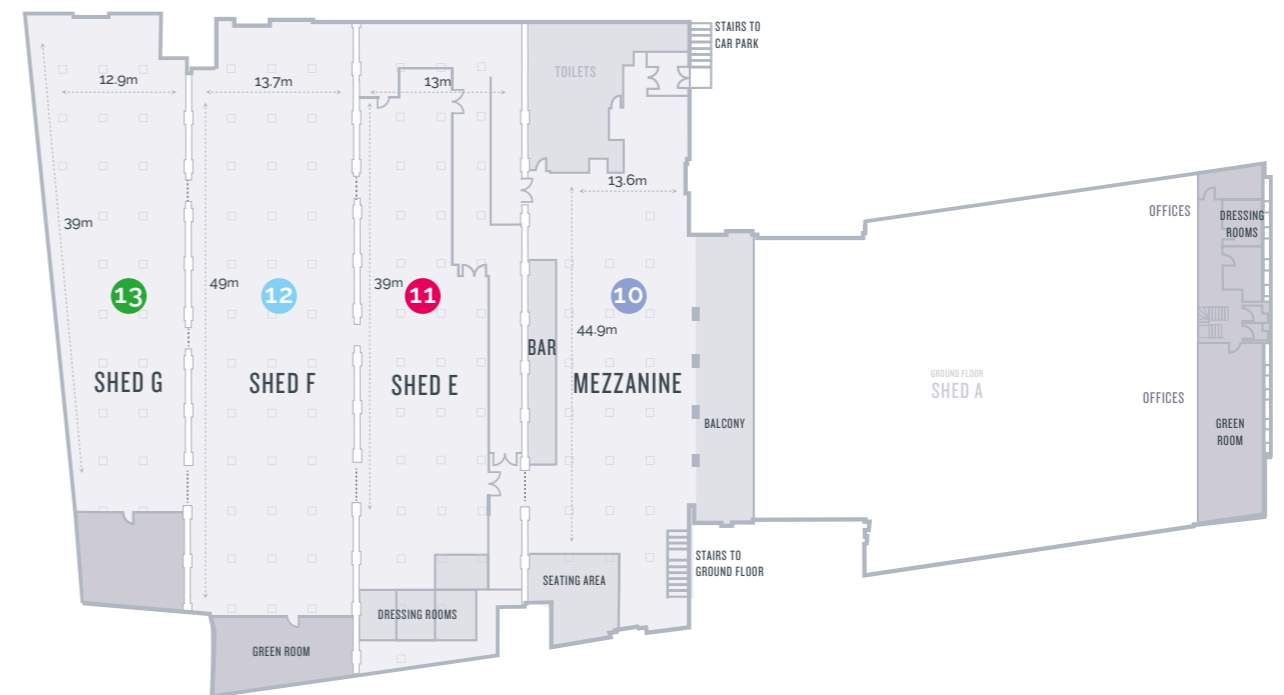 STAIRS TO
CAR PARK
TOILETS
12.9m
13.7m
13m
13.6m
OFFICES
DRESSING
ROOMS
39m
49m
39m
44.9m
13
12
11
10
BAR
SHED G
SHED F
SHED E
MEZZANINE
GROUND FLOOR
SHED A
OFFICES
BALCONY
GREEN
ROOM
STAIRS TO
GROUND FLOOR
SEATING AREA
DRESSING ROOMS
GREEN ROOM